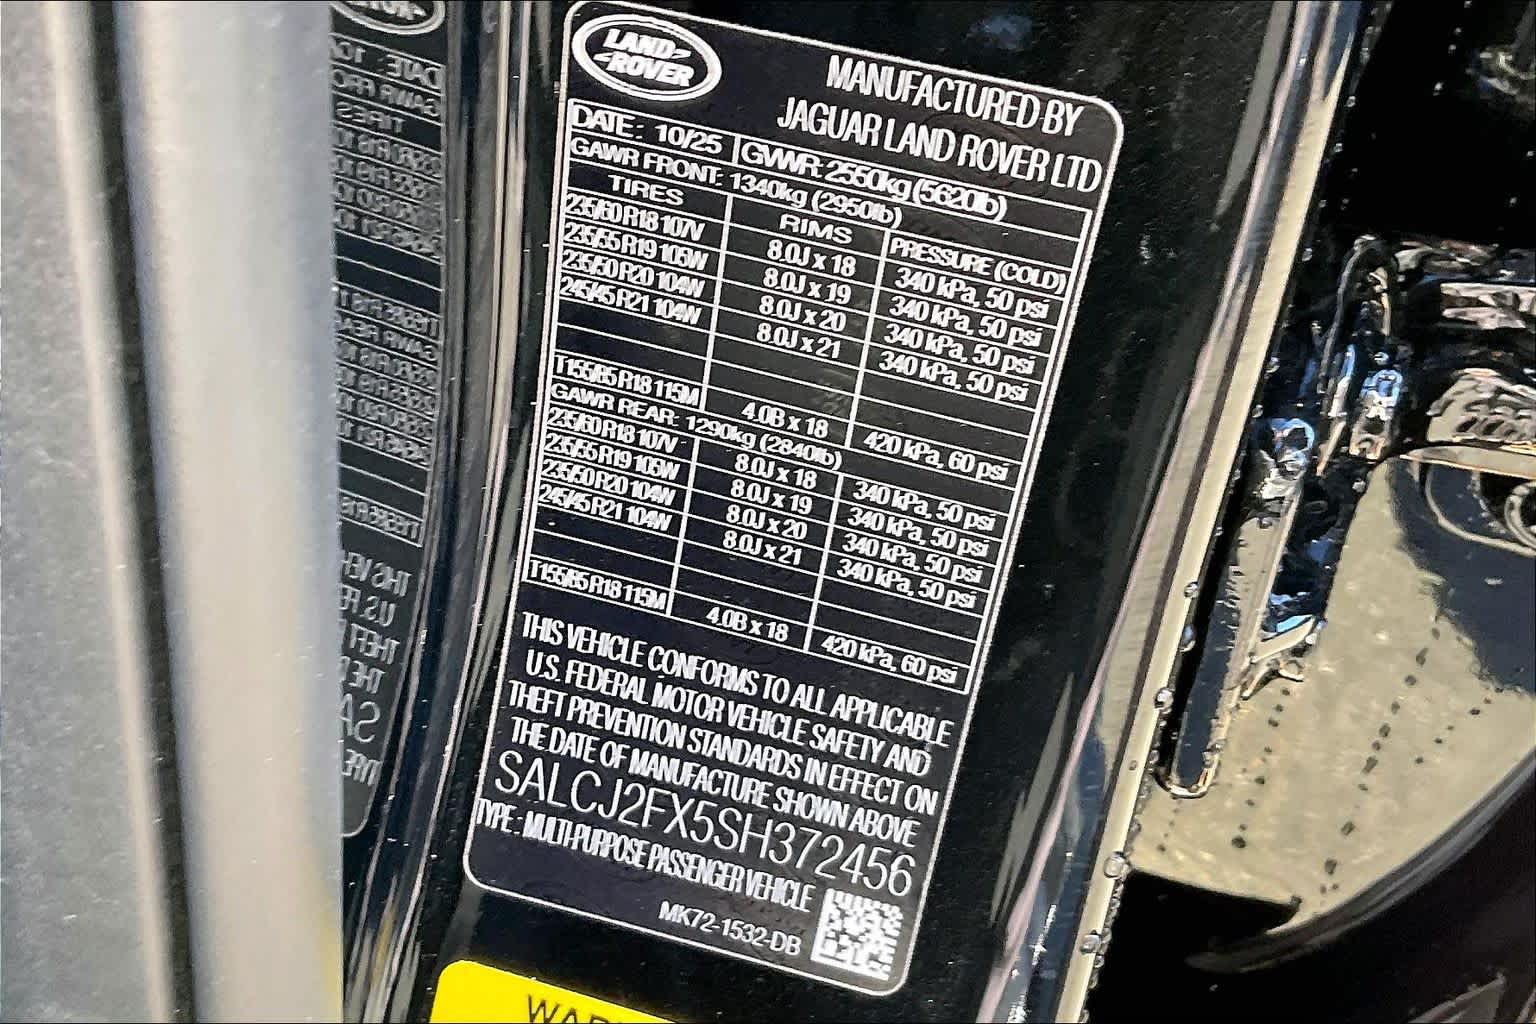 LAND-
-ROVER
MANUFACTURED BY
JAGUAR LAND ROVER LTD
DATE: 10/25 GVWR: 2550kg (5620lb)
GAWR FRONT: 1340kg (2950lb)
TIRES RIMS PRESSURE (COLD)
235/60 R18 107V 8.0J x 18 340 kPa, 50 psi
235/55 R19 105W 8.0J x 19 340 kPa, 50 psi
235/50 R20 104W 8.0J x 20 340 kPa, 50 psi
245/45 R21 104W 8.0J x 21 340 kPa, 50 psi
T155/85 R18 115M 4.0B x 18 420 kPa, 60 psi
GAWR REAR: 1290kg (2840lb)
235/60 R18 107V 8.0J x 18 340 kPa, 50 psi
235/55 R19 105W 8.0J x 19 340 kPa, 50 psi
235/50 R20 104W 8.0J x 20 340 kPa, 50 psi
245/45 R21 104W 8.0J x 21 340 kPa, 50 psi
T155/85 R18 115M 4.0B x 18 420 kPa, 60 psi
THIS VEHICLE CONFORMS TO ALL APPLICABLE
U.S. FEDERAL MOTOR VEHICLE SAFETY AND
THEFT PREVENTION STANDARDS IN EFFECT ON
THE DATE OF MANUFACTURE SHOWN ABOVE
SALCJ2FX5SH372456
TYPE: MULTI-PURPOSE PASSENGER VEHICLE
MK72-1532-DB